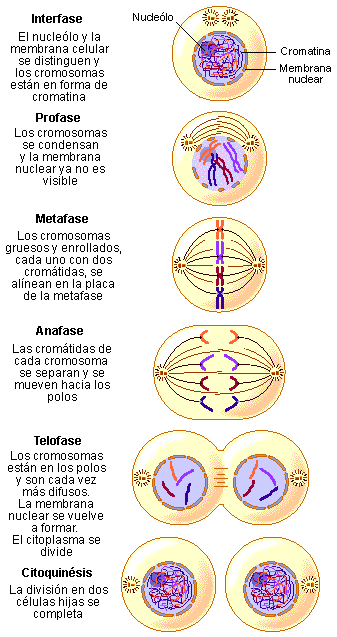 Interfase
El nucleólo y la
membrana celular
se distinguen y
los cromosomas
están en forma de
cromatina
Nucleólo
Cromatina
Membrana
nuclear
Profase
Los cromosomas
se condensan
y la membrana
nuclear ya no es
visible
Metafase
Los cromosomas
gruesos y enrollados,
cada uno con dos
cromátidas, se
alínean en la placa
de la metafase
Anafase
Las cromátidas de
cada cromosoma
se separan y se
mueven hacia los
polos
Telofase
Los cromosomas
están en los polos
y son cada vez
más difusos.
La membrana
nuclear se vuelve
a formar.
El citoplasma se
divide
Citoquinésis
La división en dos
células hijas se
completa